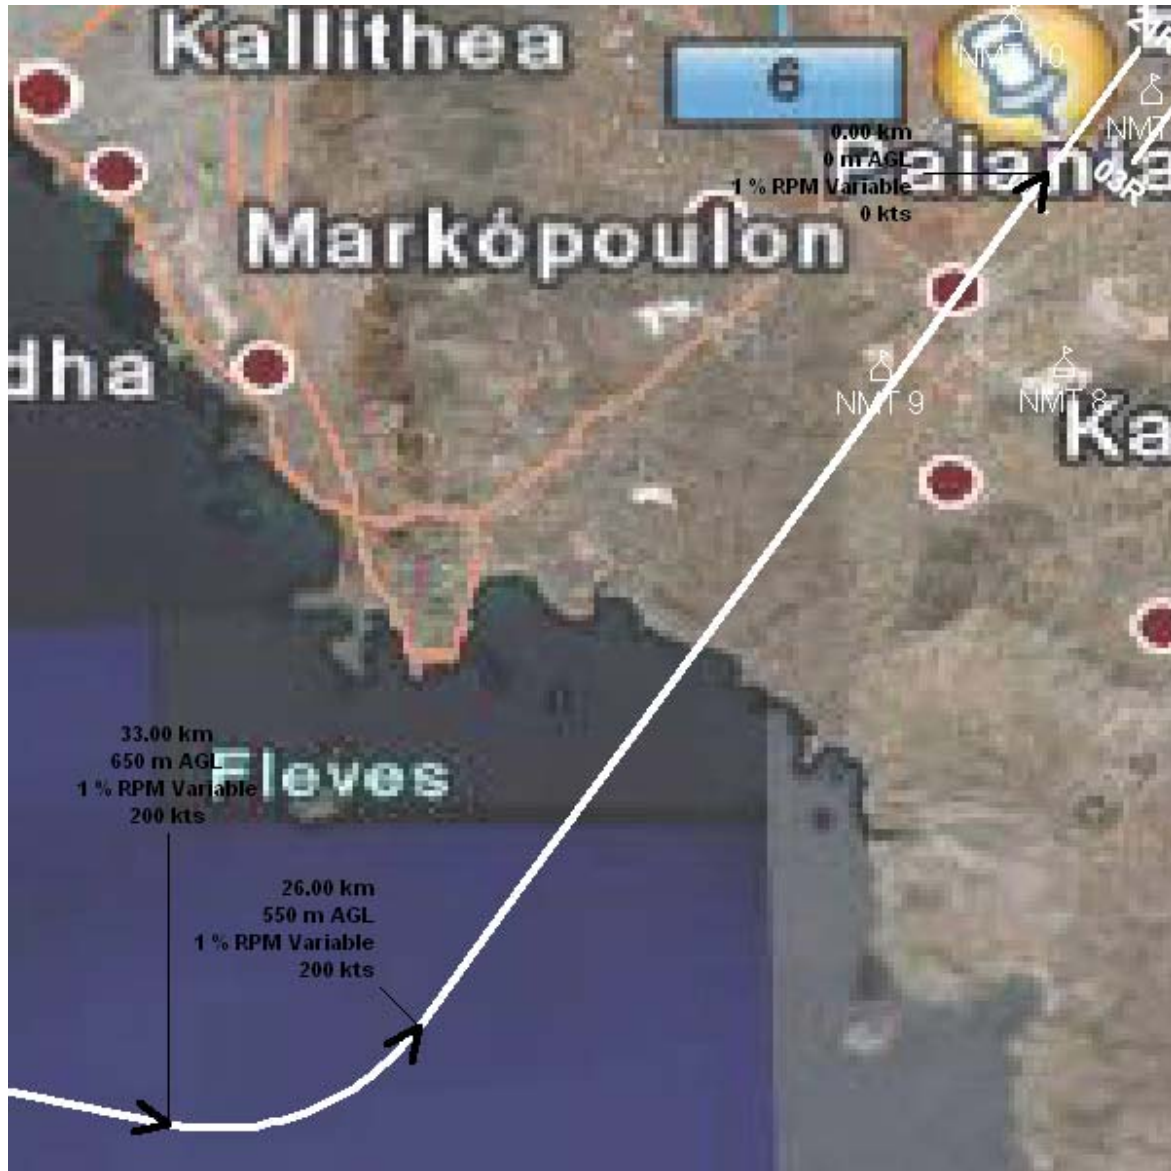 Kallithea
6
NMT 10
NMT
0.00 km
0 m AGL
1 % RPM Variable
0 kts
03R
Markópoulon
dha
NMT 9
NMT 8
Ka
33.00 km
650 m AGL
1 % RPM Variable
200 kts
Fleves
26.00 km
550 m AGL
1 % RPM Variable
200 kts